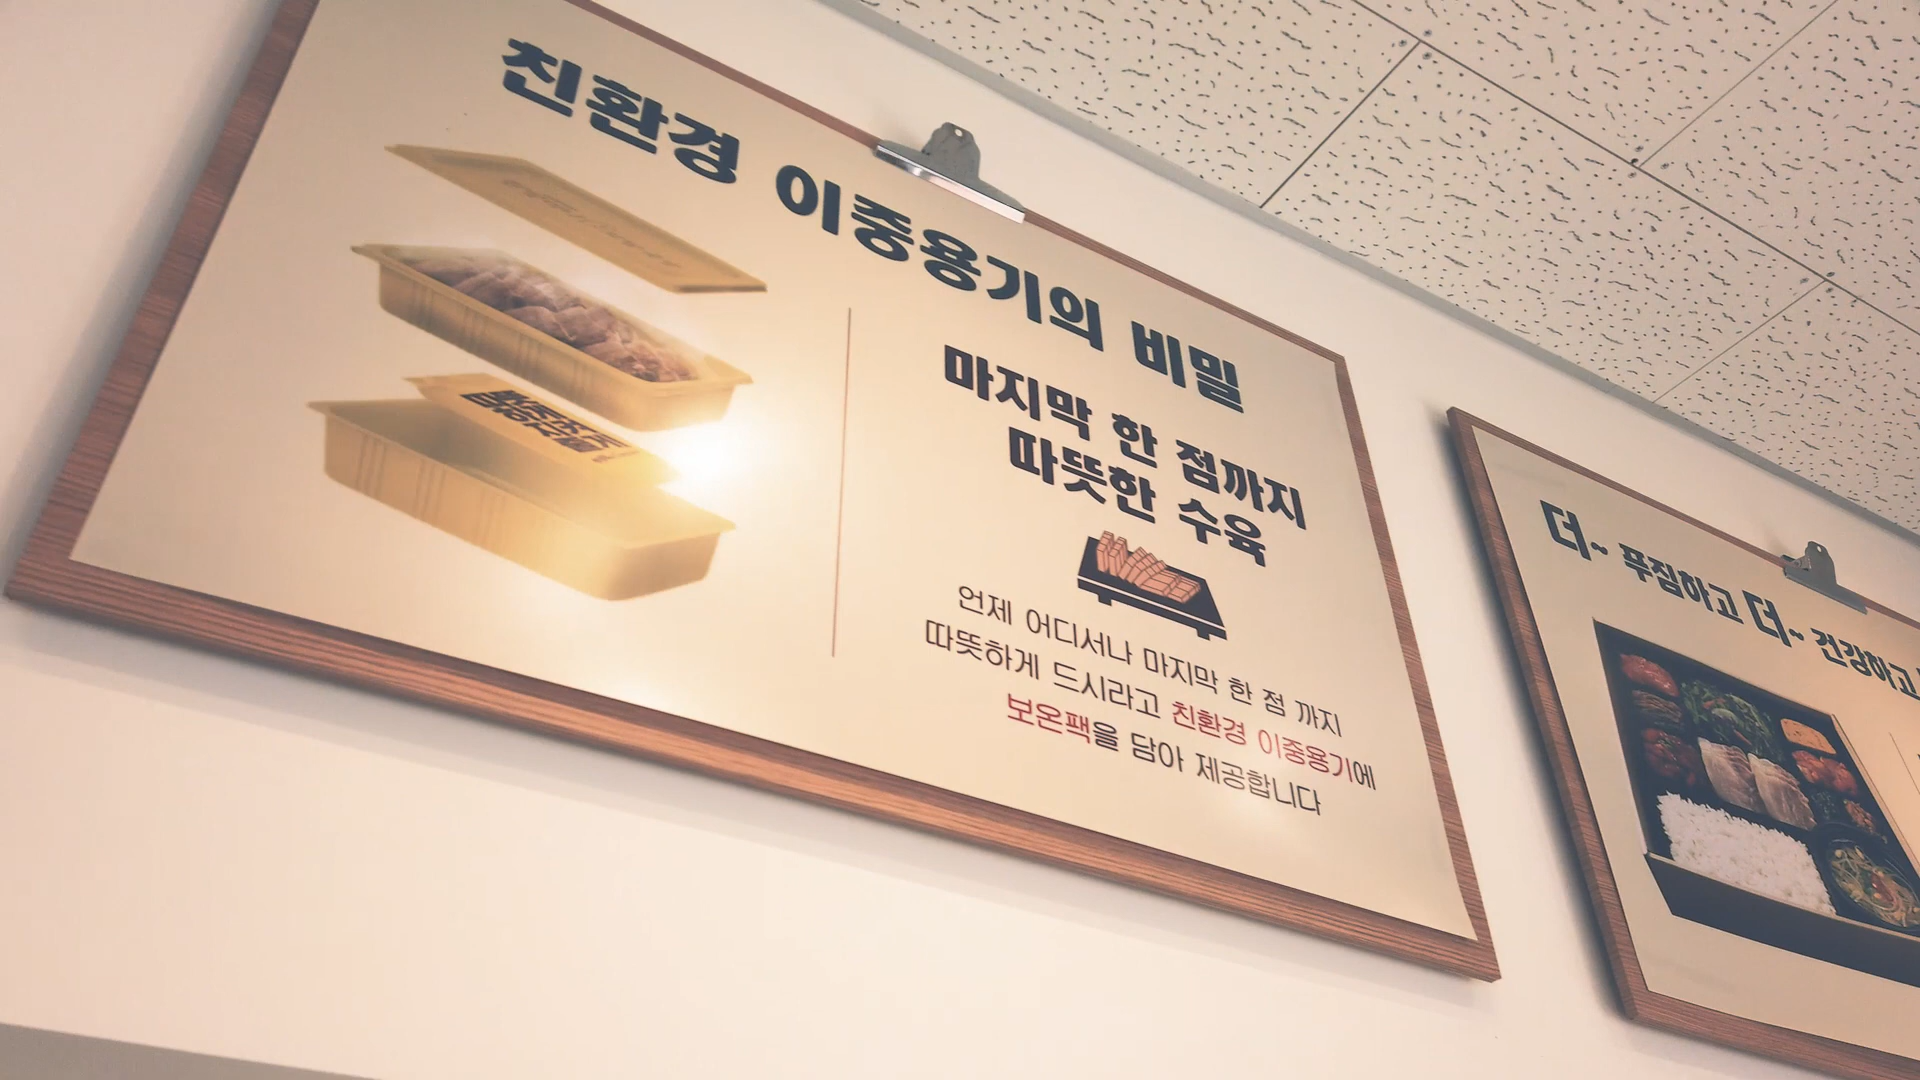 친환경 이중용기의 비밀
마지막 한 점까지
따뜻한 수육
언제 어디서나 마지막 한 점 까지
따뜻하게 드시라고 친환경 이중용기에
보온팩을 담아 제공합니다
더~ 푸짐하고 더~ 건강하고